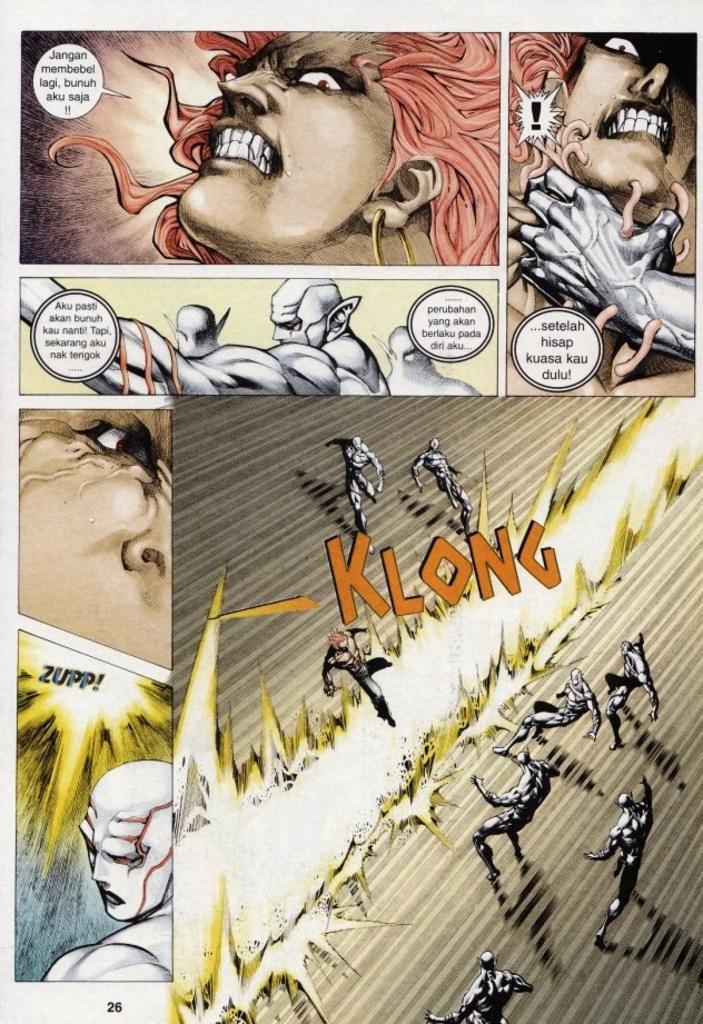 Jangan
membebel
lagi, bunuh
aku saja
!!
!
...setelah
hisap
kuasa kau
dulu!
Aku pasti
akan bunuh
kau nanti! Tapi,
sekarang aku
nak tengok
......
......
perubahan
yang akan
berlaku pada
diri aku...
KLONG
ZUPP!
26